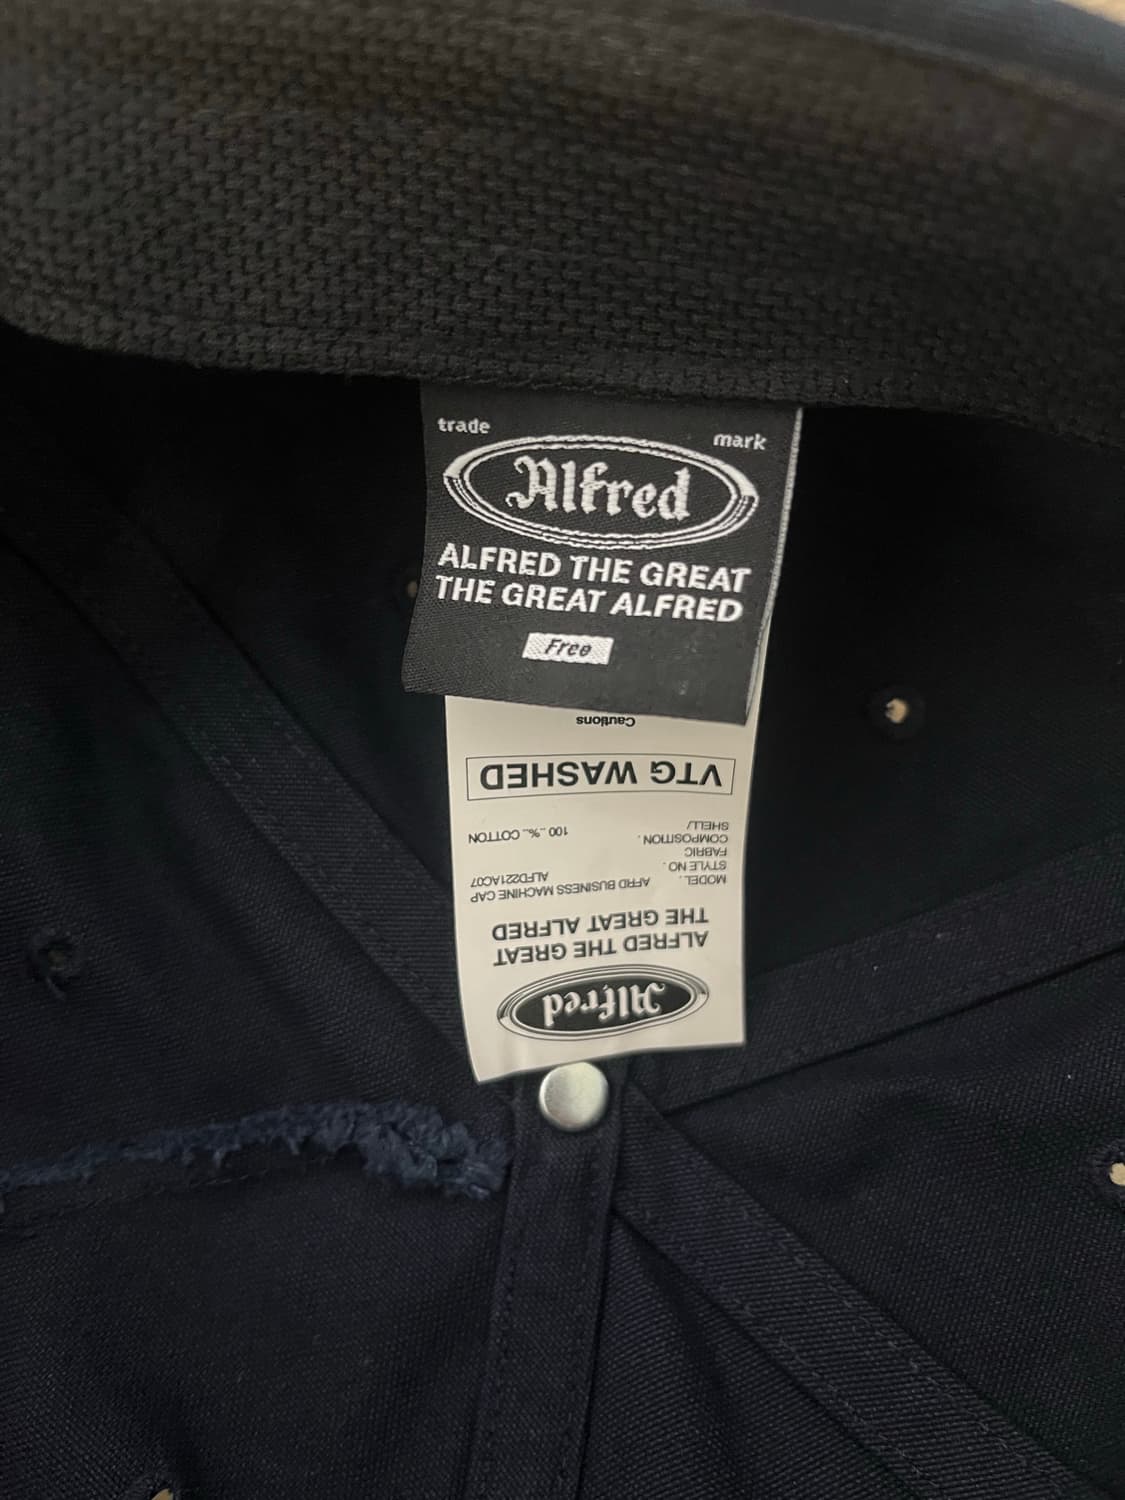 trade mark
Alfred
ALFRED THE GREAT
THE GREAT ALFRED
Free
Alfred
ALFRED THE GREAT
THE GREAT ALFRED
MODEL. AFRD BUSINESS MACHINE CAP
STYLE NO. ALFD221AC07
FABRIC
COMPOSITION.
SHELL/ 100 ..%.. COTTON
VTG WASHED
Cautions